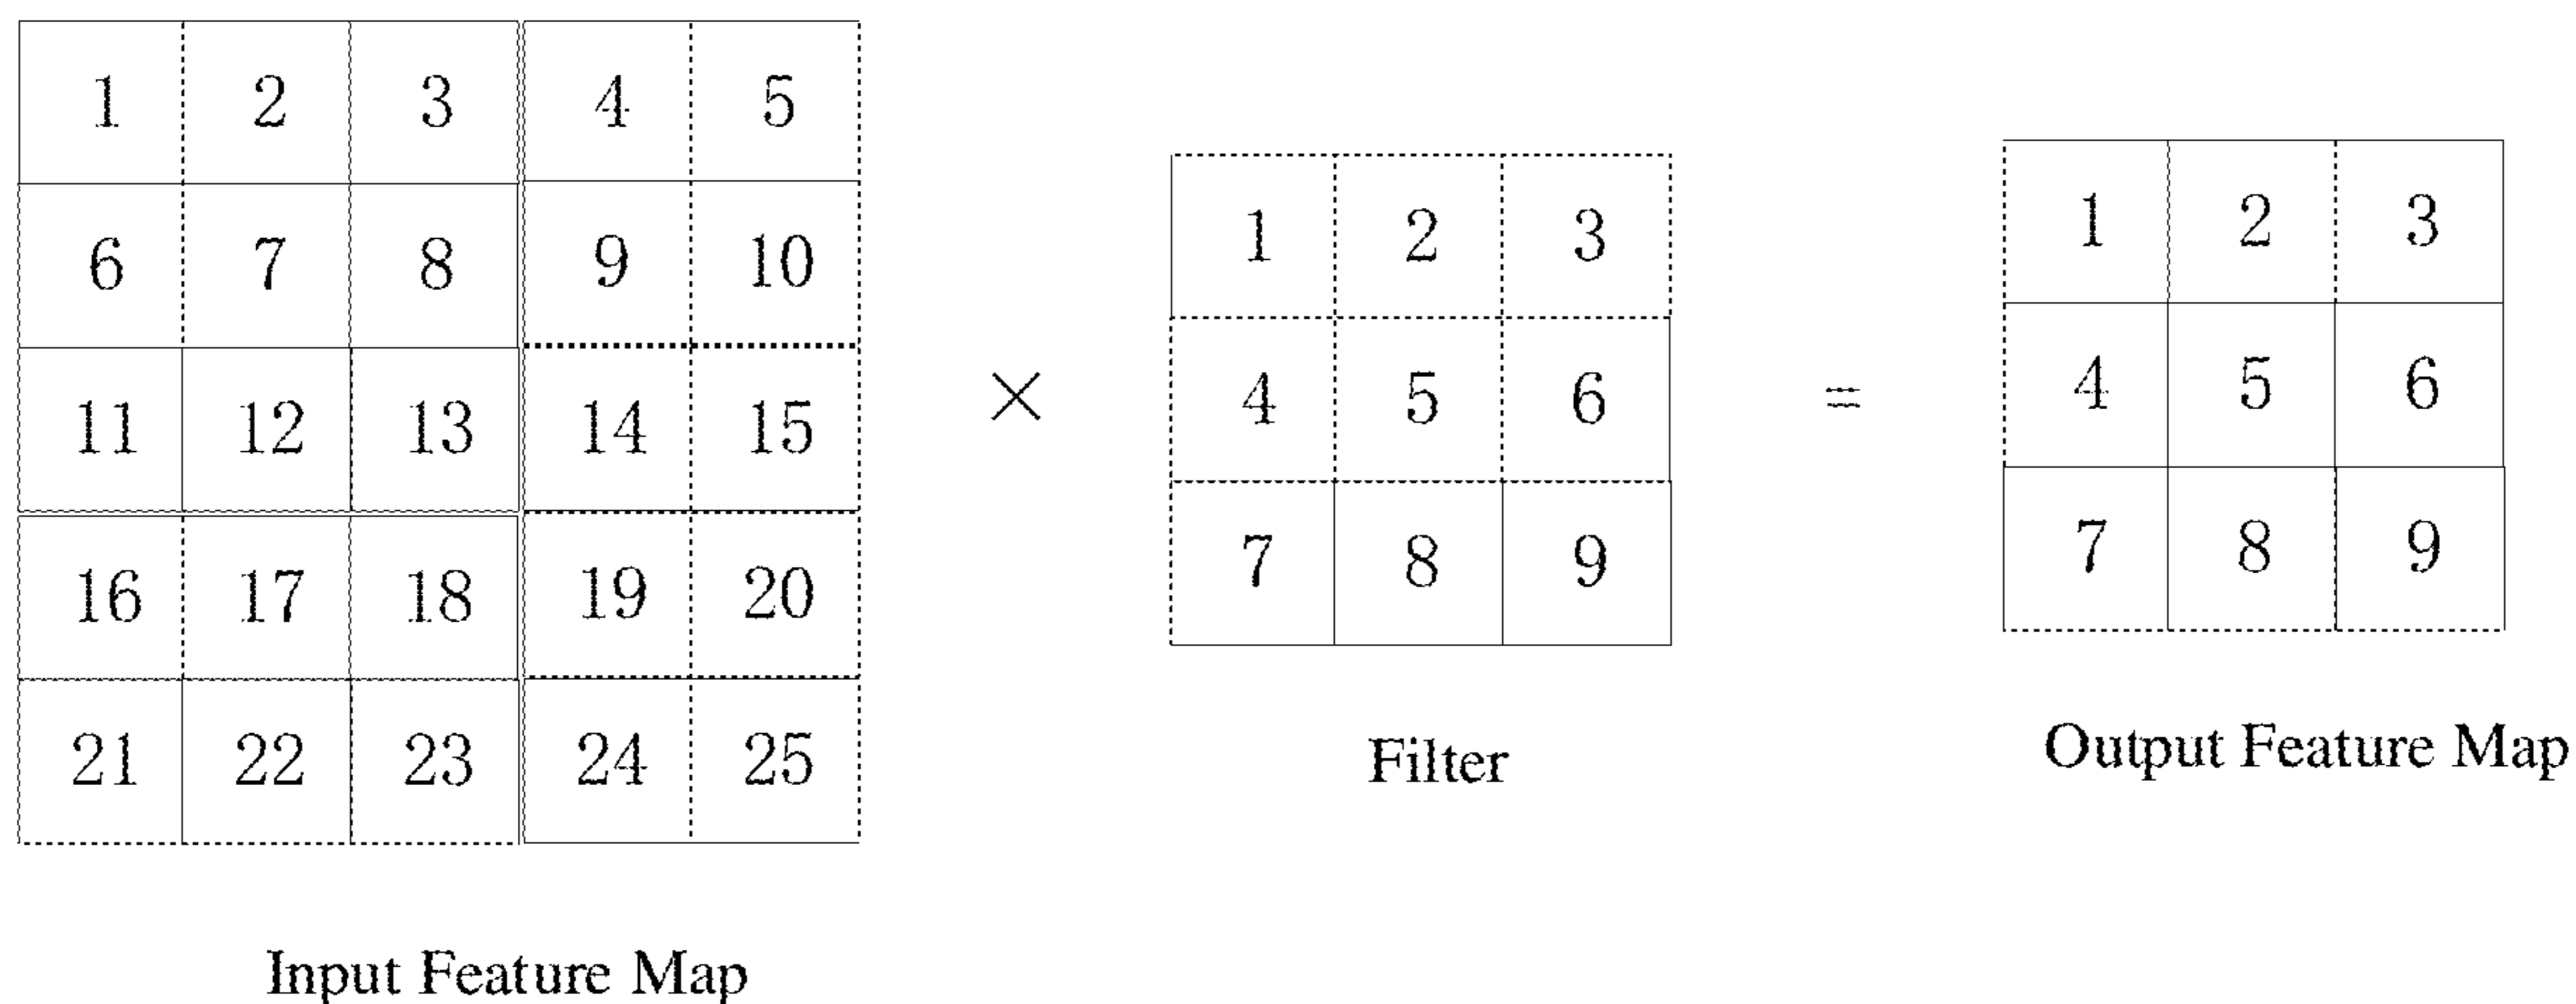 1 2 3 4 5
6 7 8 9 10
11 12 13 14 15
16 17 18 19 20
21 22 23 24 25
Input Feature Map
×
1 2 3
4 5 6
7 8 9
Filter
=
1 2 3
4 5 6
7 8 9
Output Feature Map